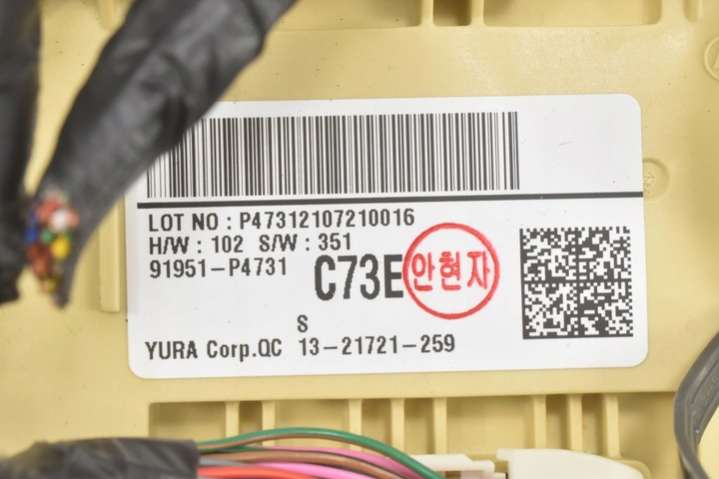 LOT NO : P47312107210016
H/W : 102 S/W : 351
91951-P4731
C73E 안현자
S
YURA Corp.QC 13-21721-259